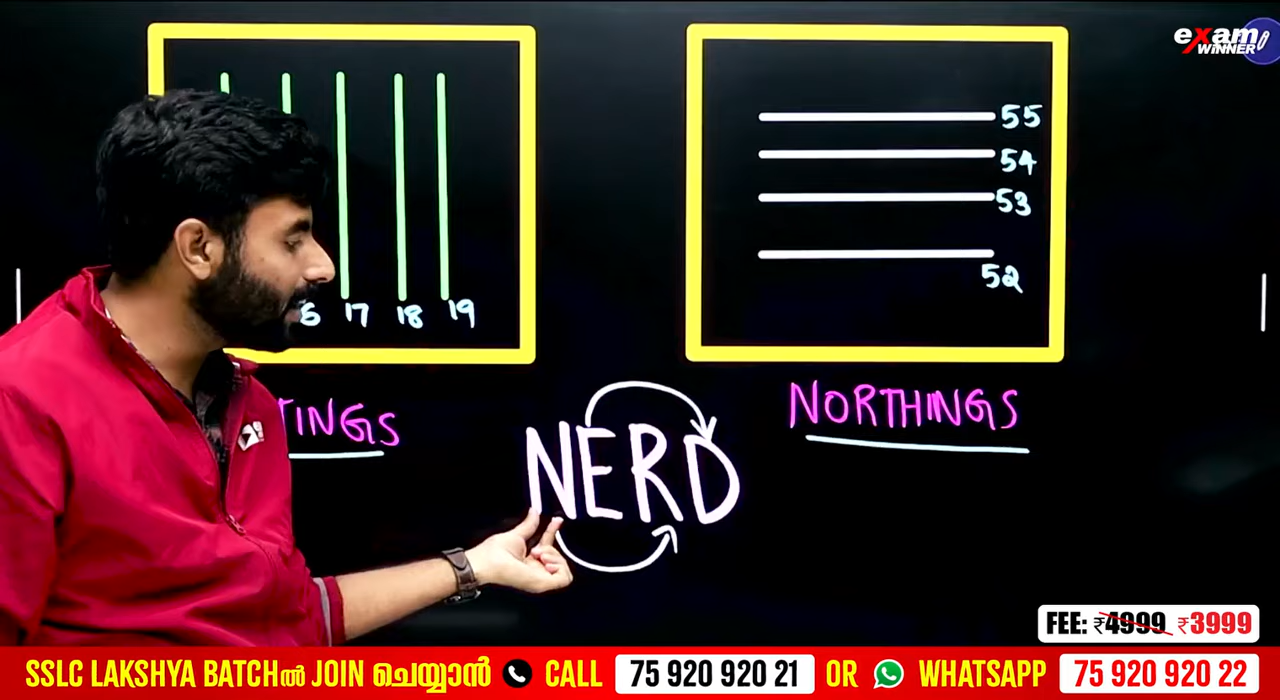 exam
WiNNER
55
54
53
52
17 18 19
TINGS
NORTHINGS
NERD
FEE: ₹4999 ₹3999
SSLC LAKSHYA BATCHൽ JOIN ചെയ്യാൻ CALL 75 920 920 21 OR WHATSAPP 75 920 920 22